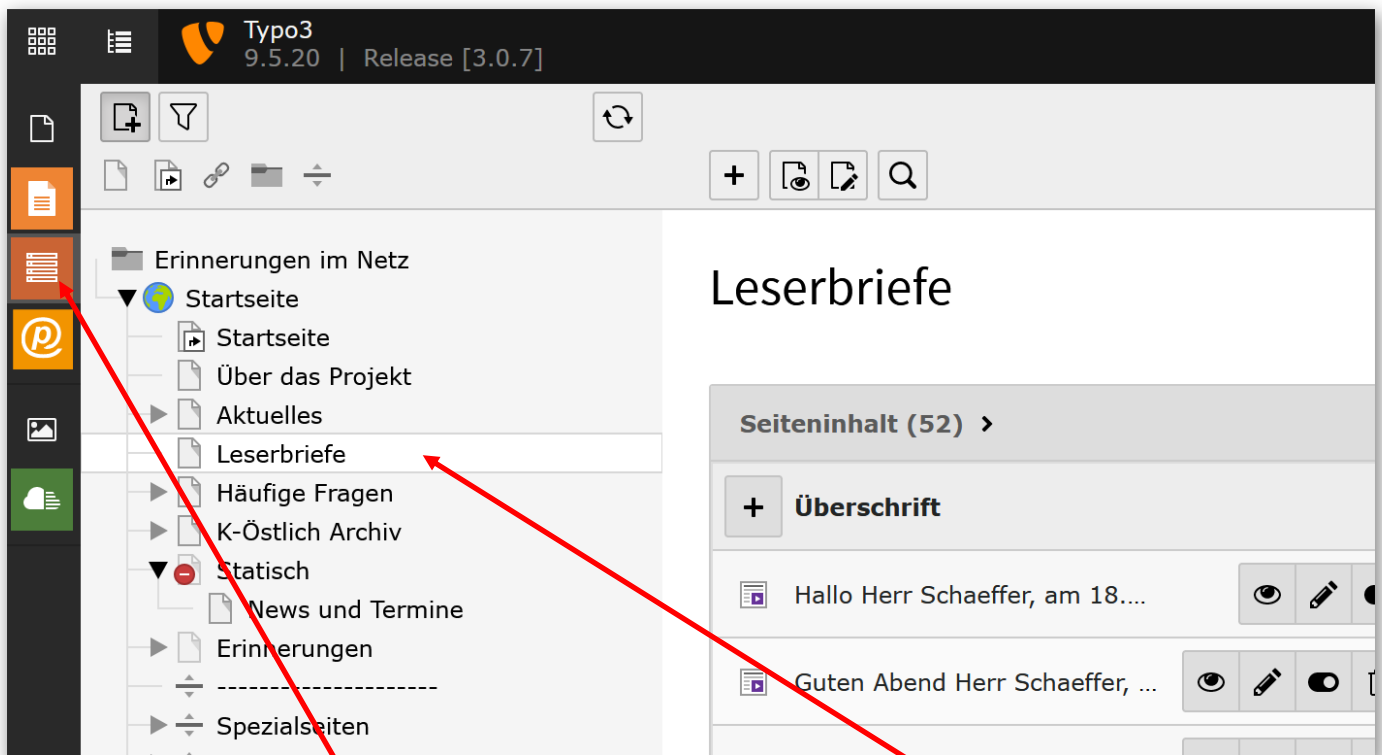 Typo3
9.5.20 | Release [3.0.7]
Erinnerungen im Netz
Startseite
Startseite
Über das Projekt
Aktuelles
Leserbriefe
Häufige Fragen
K-Östlich Archiv
Statisch
News und Termine
Erinnerungen
---------------------
Spezialseiten
Leserbriefe
Seiteninhalt (52)
Überschrift
Hallo Herr Schaeffer, am 18....
Guten Abend Herr Schaeffer, ...